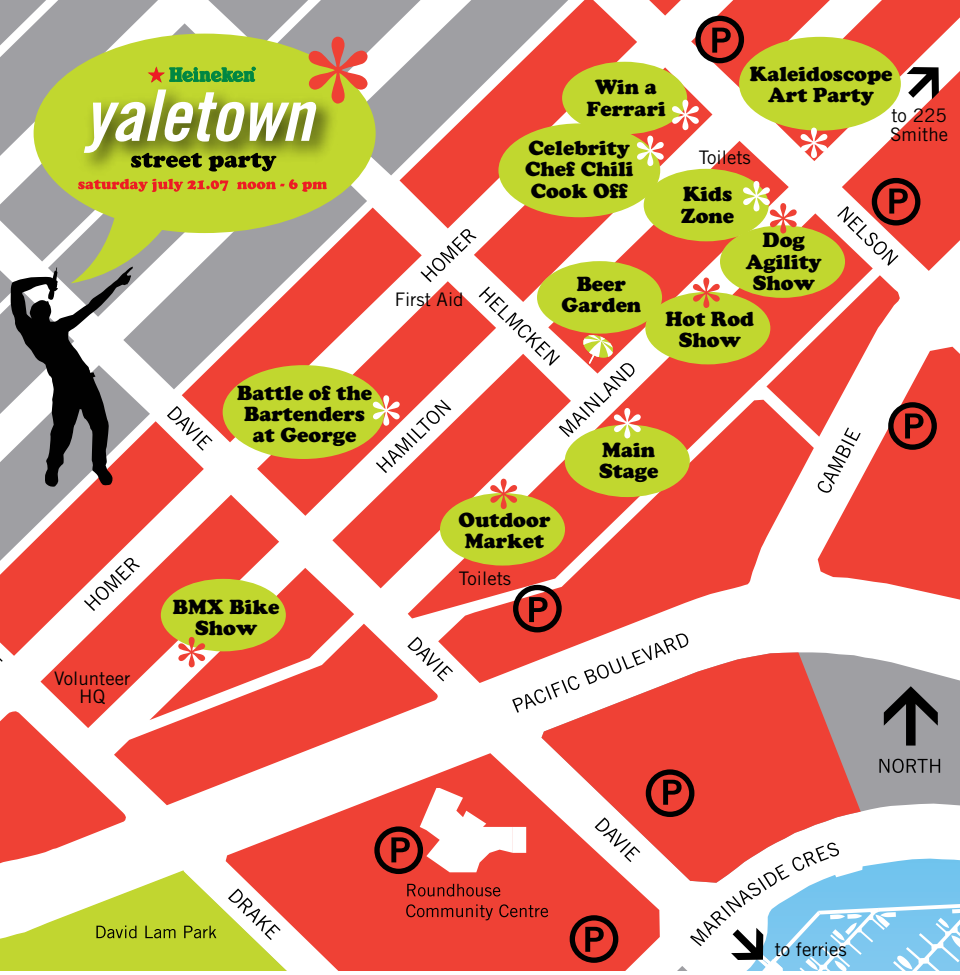 Heineken
yaletown
street party
saturday july 21.07 noon - 6 pm
P
Kaleidoscope
Art Party
to 225
Smithe
Win a
Ferrari
Celebrity
Chef Chili
Cook Off
Toilets
Kids
Zone
P
NELSON
Dog
Agility
Show
HOMER
First Aid
HELMCKEN
Beer
Garden
Hot Rod
Show
Battle of the
Bartenders
at George
DAVIE
HAMILTON
MAINLAND
Main
Stage
CAMBIE
P
Outdoor
Market
Toilets
P
HOMER
BMX Bike
Show
Volunteer
HQ
DAVIE
PACIFIC BOULEVARD
NORTH
P
P
DAVIE
Roundhouse
Community Centre
MARINASIDE CRES
DRAKE
David Lam Park
P
to ferries